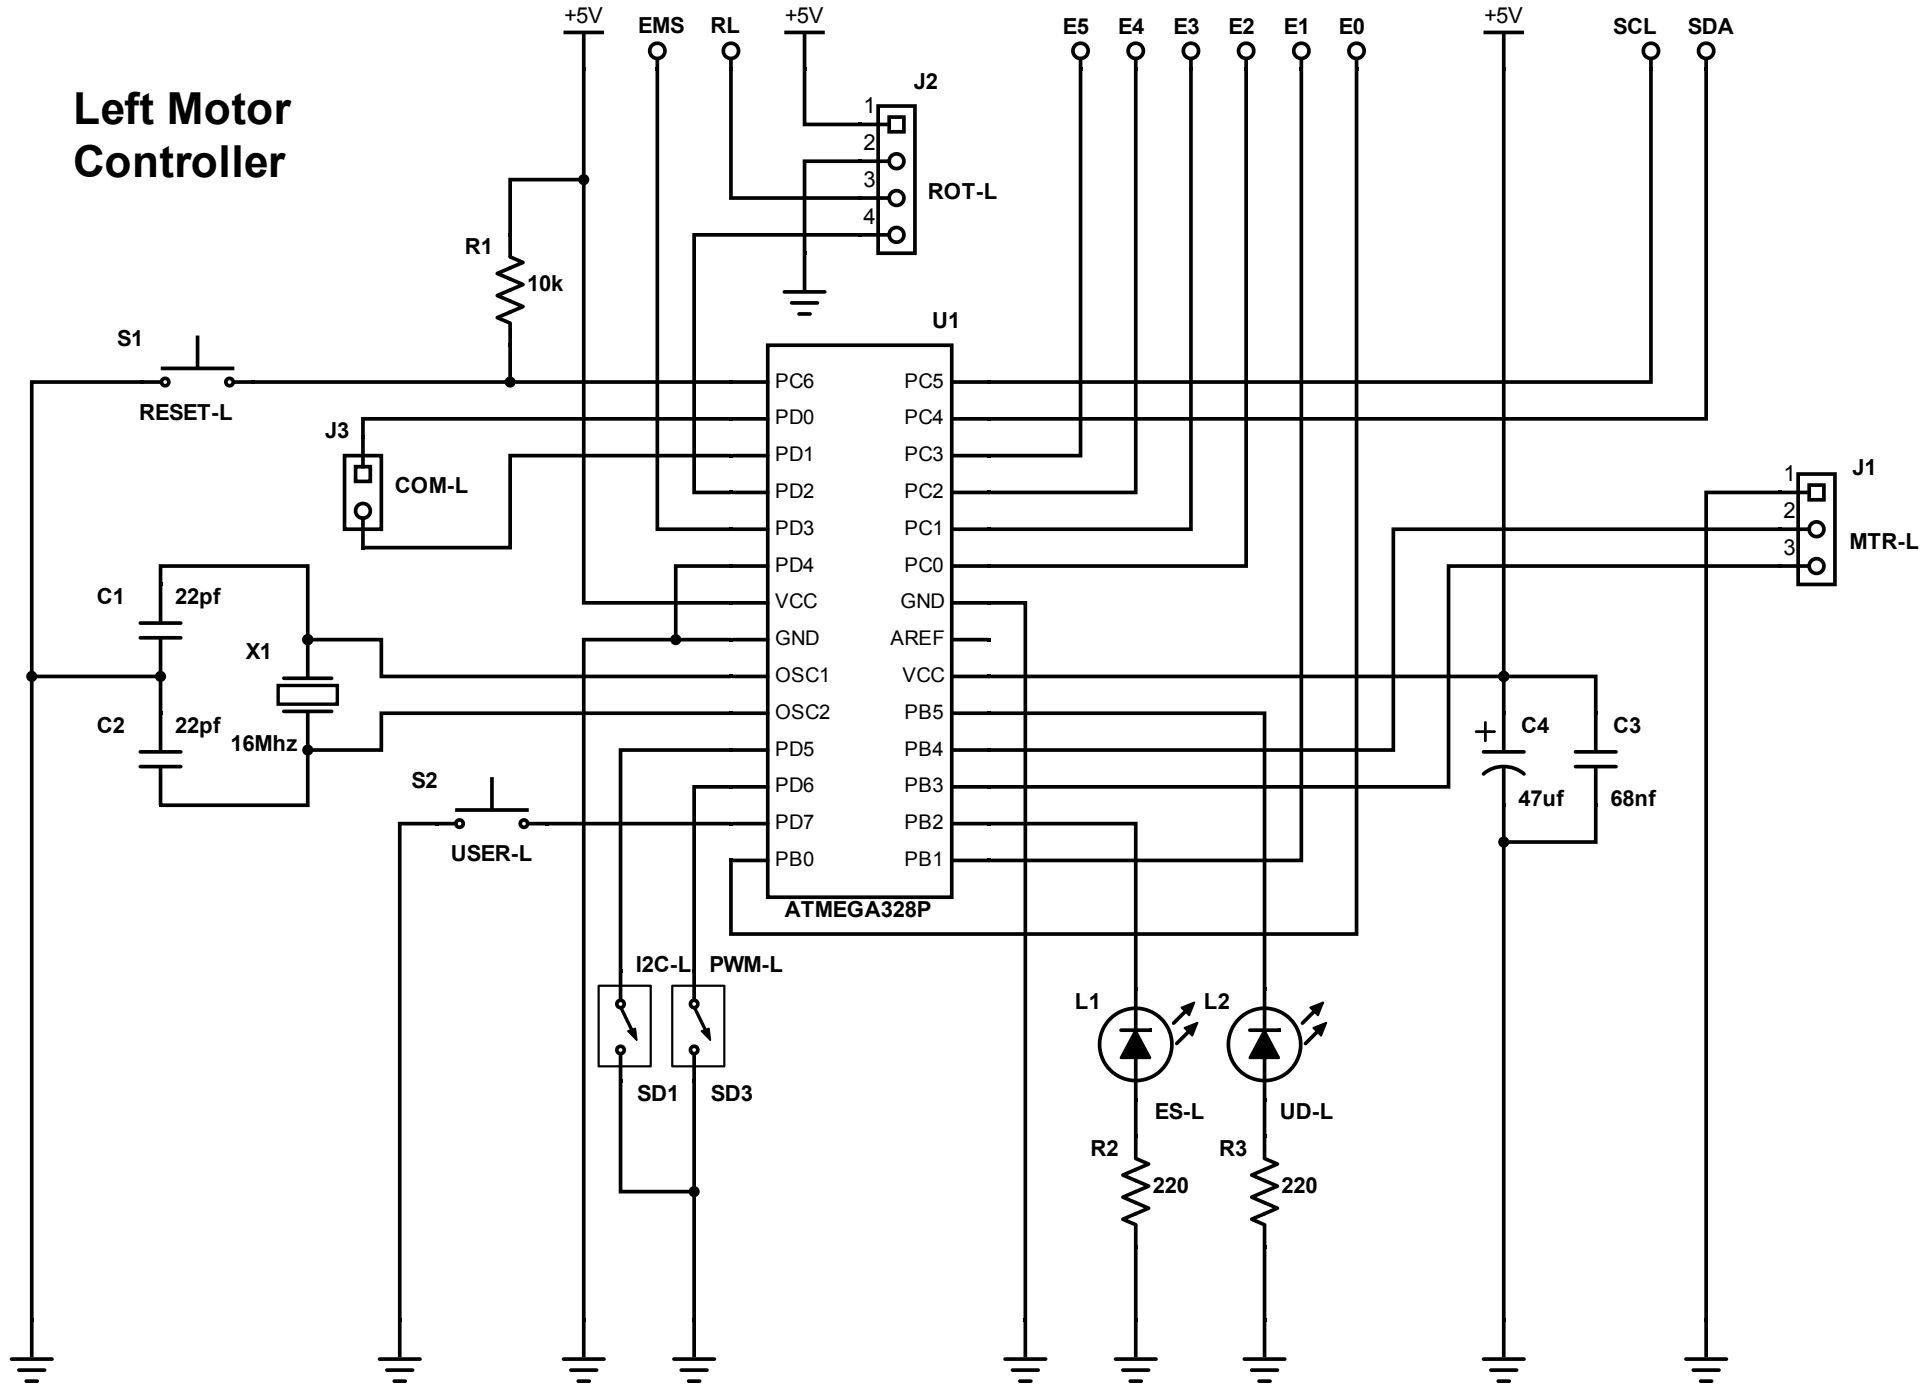 +5V
EMS
RL
+5V
E5
E4
E3
E2
E1
E0
+5V
SCL
SDA
Left Motor
Controller
J2
1
2
3
4
ROT-L
R1
10k
S1
RESET-L
U1
PC6
PD0
PD1
PD2
PD3
PD4
VCC
GND
OSC1
OSC2
PD5
PD6
PD7
PB0
PC5
PC4
PC3
PC2
PC1
PC0
GND
AREF
VCC
PB5
PB4
PB3
PB2
PB1
ATMEGA328P
J3
COM-L
J1
1
2
3
MTR-L
C1
22pf
X1
C2
22pf
16Mhz
S2
USER-L
+
C4
47uf
C3
68nf
I2C-L
PWM-L
SD1
SD3
L1
L2
ES-L
UD-L
R2
220
R3
220